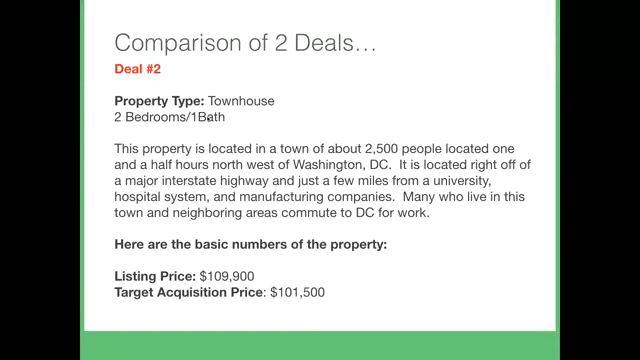 Comparison of 2 Deals…
Deal #2
Property Type: Townhouse
2 Bedrooms/1Bath
This property is located in a town of about 2,500 people located one
and a half hours north west of Washington, DC. It is located right off of
a major interstate highway and just a few miles from a university,
hospital system, and manufacturing companies. Many who live in this
town and neighboring areas commute to DC for work.
Here are the basic numbers of the property:
Listing Price: $109,900
Target Acquisition Price: $101,500